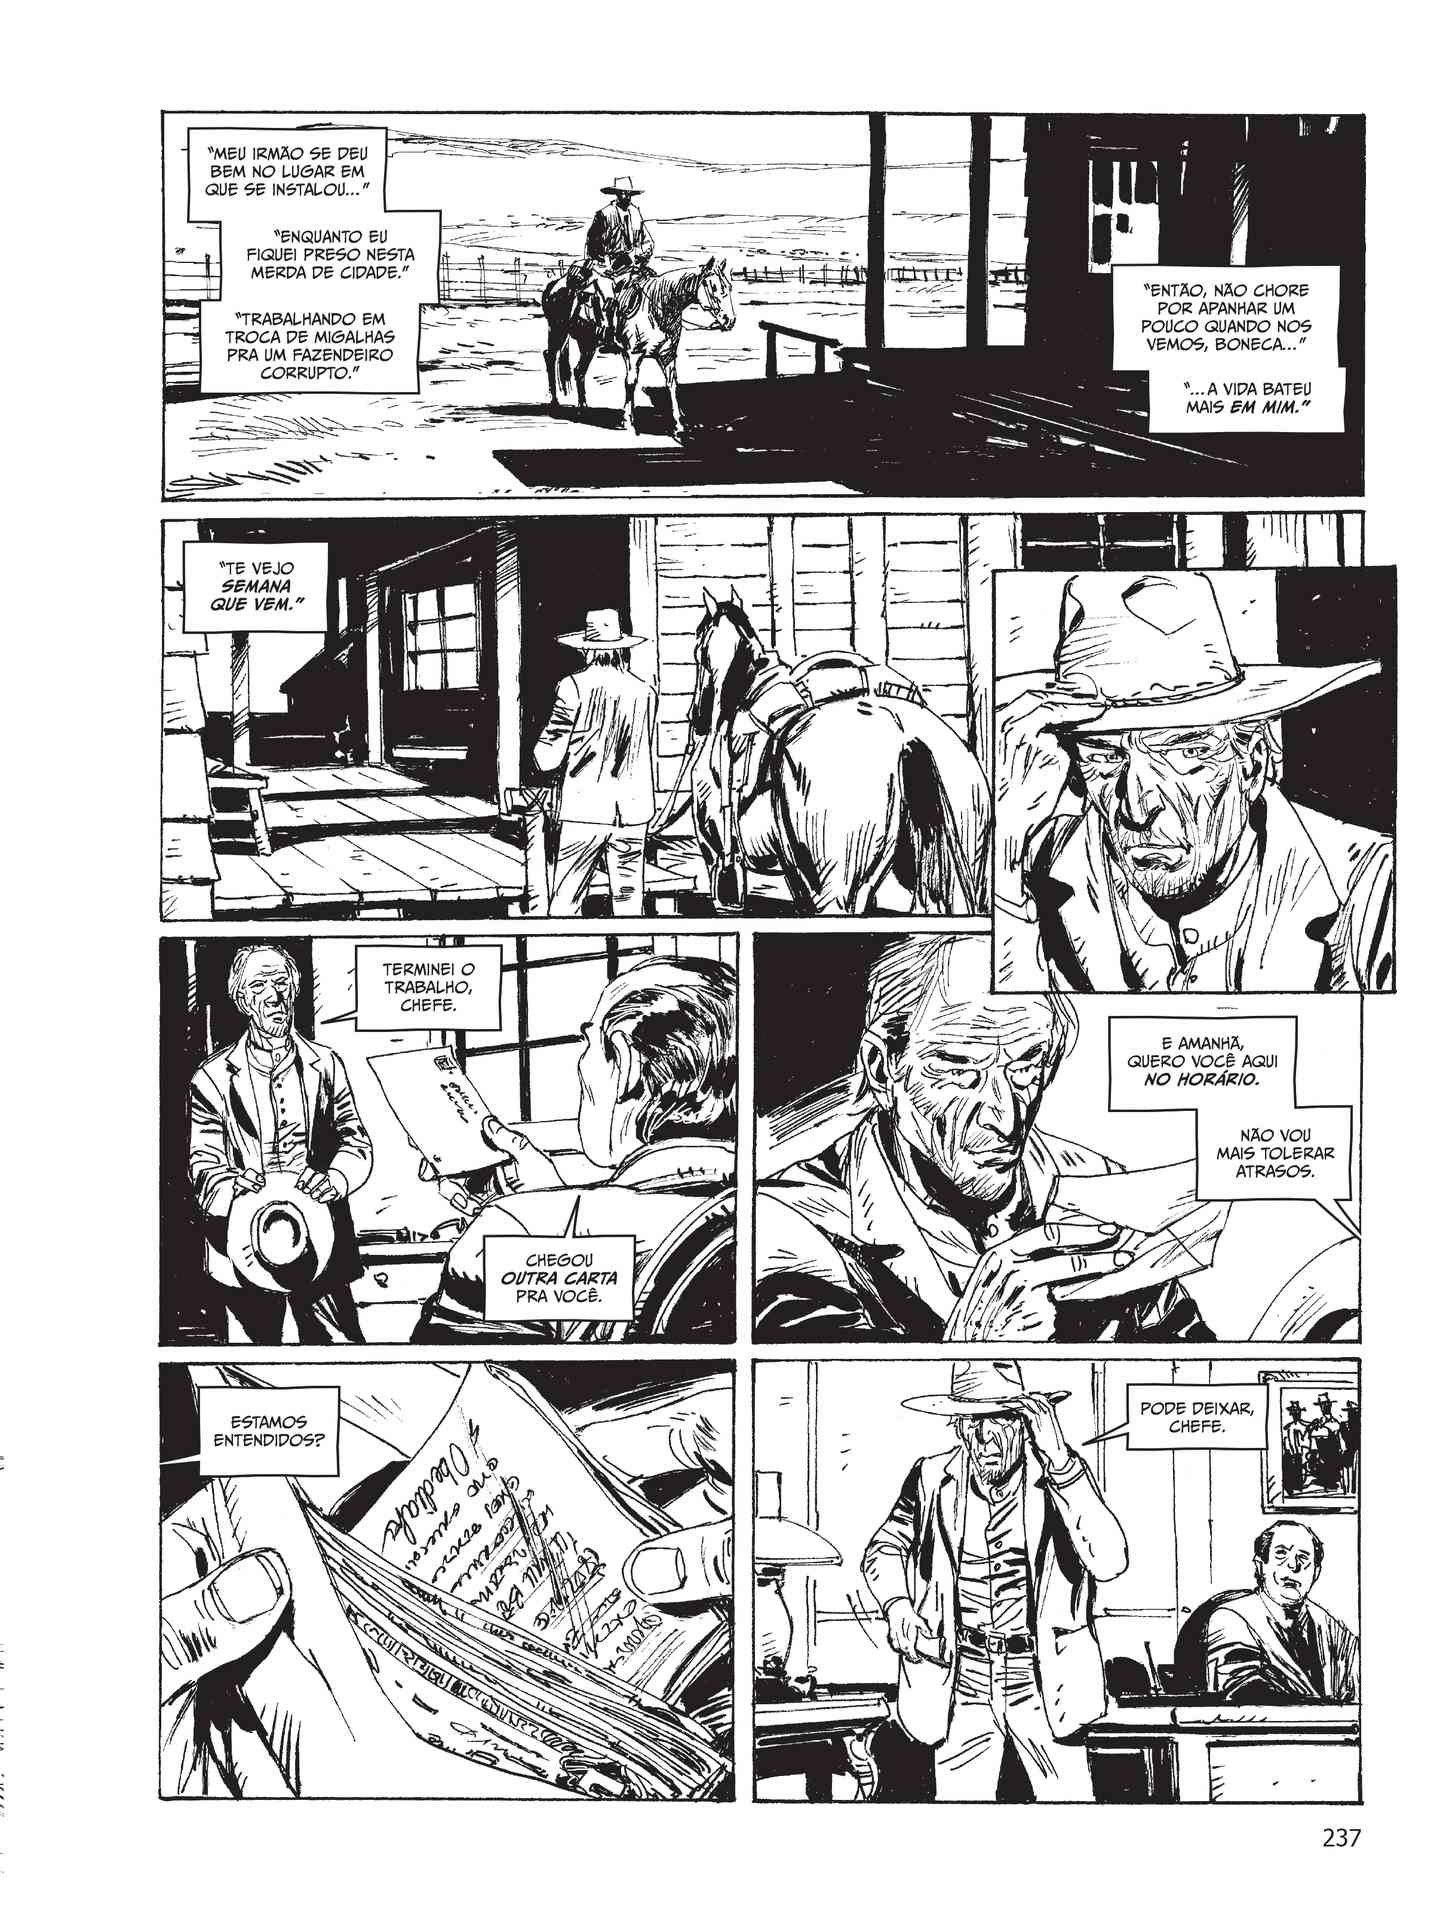 "MEU IRMÃO SE DEU
BEM NO LUGAR EM
QUE SE INSTALOU..."
"ENQUANTO EU
FIQUEI PRESO NESTA
MERDA DE CIDADE."
"TRABALHANDO EM
TROCA DE MIGALHAS
PRA UM FAZENDEIRO
CORRUPTO."
"ENTÃO, NÃO CHORE
POR APANHAR UM
POUCO QUANDO NOS
VEMOS, BONECA..."
"...A VIDA BATEU
MAIS EM MIM."
"TE VEJO
SEMANA
QUE VEM."
TERMINEI O
TRABALHO,
CHEFE.
CHEGOU
OUTRA CARTA
PRA VOCÊ.
E AMANHÃ,
QUERO VOCÊ AQUI
NO HORÁRIO.
NÃO VOU
MAIS TOLERAR
ATRASOS.
ESTAMOS
ENTENDIDOS?
Obediah
PODE DEIXAR,
CHEFE.
237